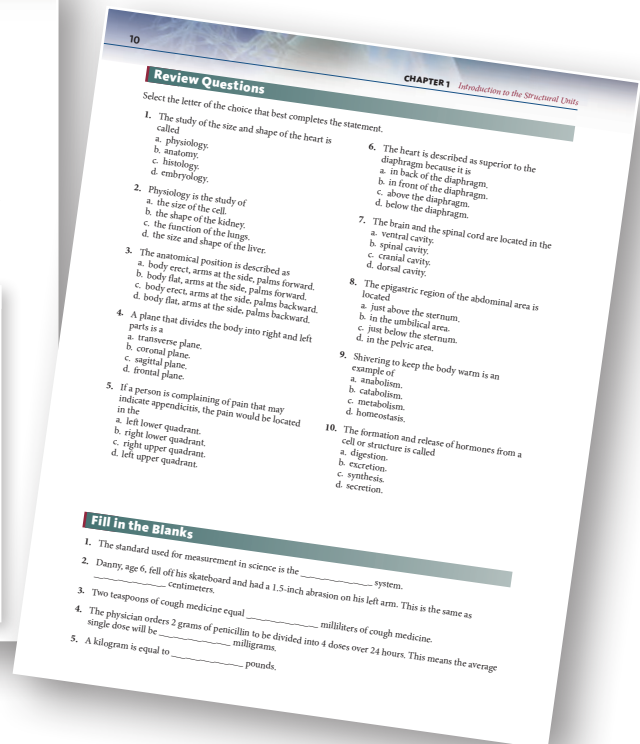 10
CHAPTER 1 Introduction to the Structural Units
Review Questions
Select the letter of the choice that best completes the statement.
1. The study of the size and shape of the heart is
called
a. physiology.
b. anatomy.
c. histology.
d. embryology.
2. Physiology is the study of
a. the size of the cell.
b. the shape of the kidney.
c. the function of the lungs.
d. the size and shape of the liver.
3. The anatomical position is described as
a. body erect, arms at the side, palms forward.
b. body flat, arms at the side, palms forward.
c. body erect, arms at the side, palms backward.
d. body flat, arms at the side, palms backward.
4. A plane that divides the body into right and left
parts is a
a. transverse plane.
b. coronal plane.
c. sagittal plane.
d. frontal plane.
5. If a person is complaining of pain that may
indicate appendicitis, the pain would be located
in the
a. left lower quadrant.
b. right lower quadrant.
c. right upper quadrant.
d. left upper quadrant.
6. The heart is described as superior to the
diaphragm because it is
a. in back of the diaphragm.
b. in front of the diaphragm.
c. above the diaphragm.
d. below the diaphragm.
7. The brain and the spinal cord are located in the
a. ventral cavity.
b. spinal cavity.
c. cranial cavity.
d. dorsal cavity.
8. The epigastric region of the abdominal area is
located
a. just above the sternum.
b. in the umbilical area.
c. just below the sternum.
d. in the pelvic area.
9. Shivering to keep the body warm is an
example of
a. anabolism.
b. catabolism.
c. metabolism.
d. homeostasis.
10. The formation and release of hormones from a
cell or structure is called
a. digestion.
b. excretion.
c. synthesis.
d. secretion.
Fill in the Blanks
1. The standard used for measurement in science is the ____________ system.
2. Danny, age 6, fell off his skateboard and had a 1.5-inch abrasion on his left arm. This is the same as
____________ centimeters.
3. Two teaspoons of cough medicine equal ____________ milliliters of cough medicine.
4. The physician orders 2 grams of penicillin to be divided into 4 doses over 24 hours. This means the average
single dose will be ____________ milligrams.
5. A kilogram is equal to ____________ pounds.